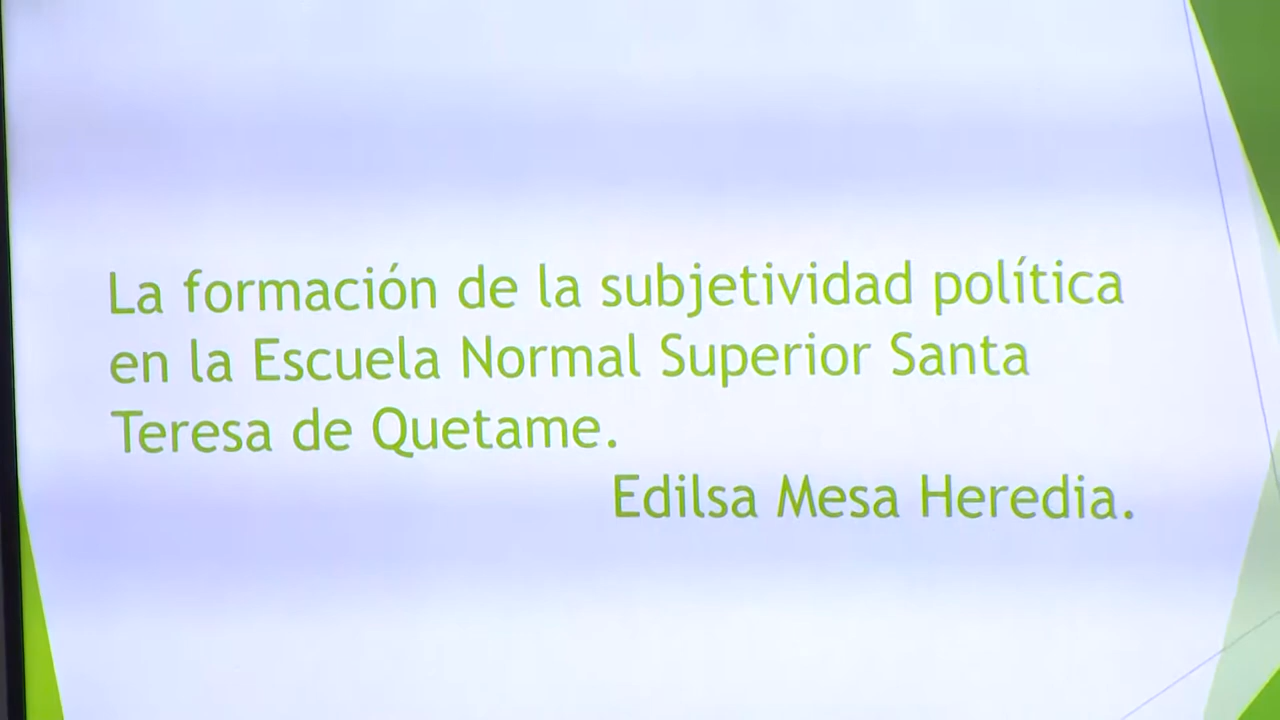 La formación de la subjetividad política
en la Escuela Normal Superior Santa
Teresa de Quetame.
Edilsa Mesa Heredia.